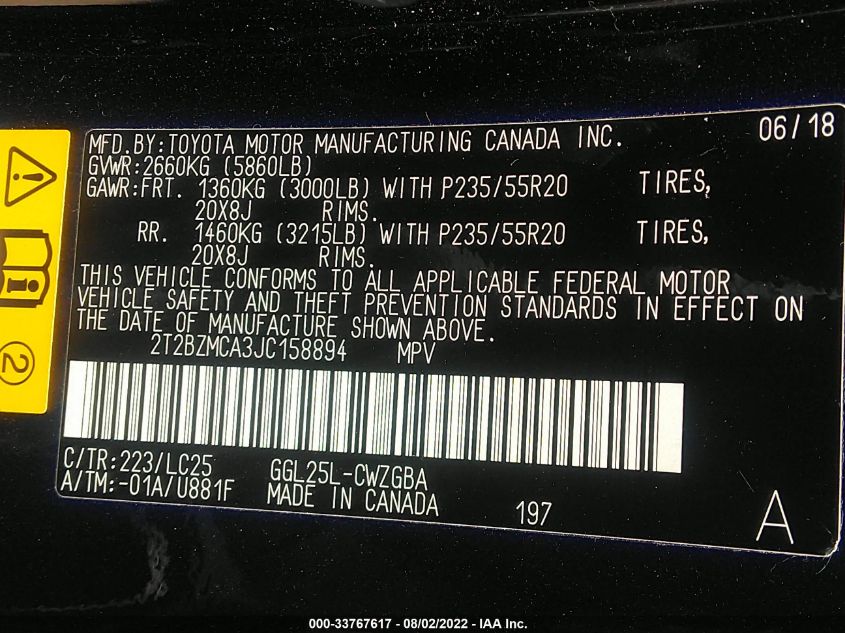 MFD.BY:TOYOTA MOTOR MANUFACTURING CANADA INC. 06/18
GVWR:2660KG (5860LB)
GAWR:FRT. 1360KG (3000LB) WITH P235/55R20 TIRES,
20X8J RIMS.
RR. 1460KG (3215LB) WITH P235/55R20 TIRES,
20X8J RIMS.
THIS VEHICLE CONFORMS TO ALL APPLICABLE FEDERAL MOTOR
VEHICLE SAFETY AND THEFT PREVENTION STANDARDS IN EFFECT ON
THE DATE OF MANUFACTURE SHOWN ABOVE.
2T2BZMCA3JC158894 MPV
C/TR:223/LC25 GGL25L-CWZGBA
A/TM:-01A/U881F MADE IN CANADA 197 A
2
000-33767617 - 08/02/2022 - IAA Inc.